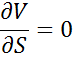 ∂V/∂S = 0